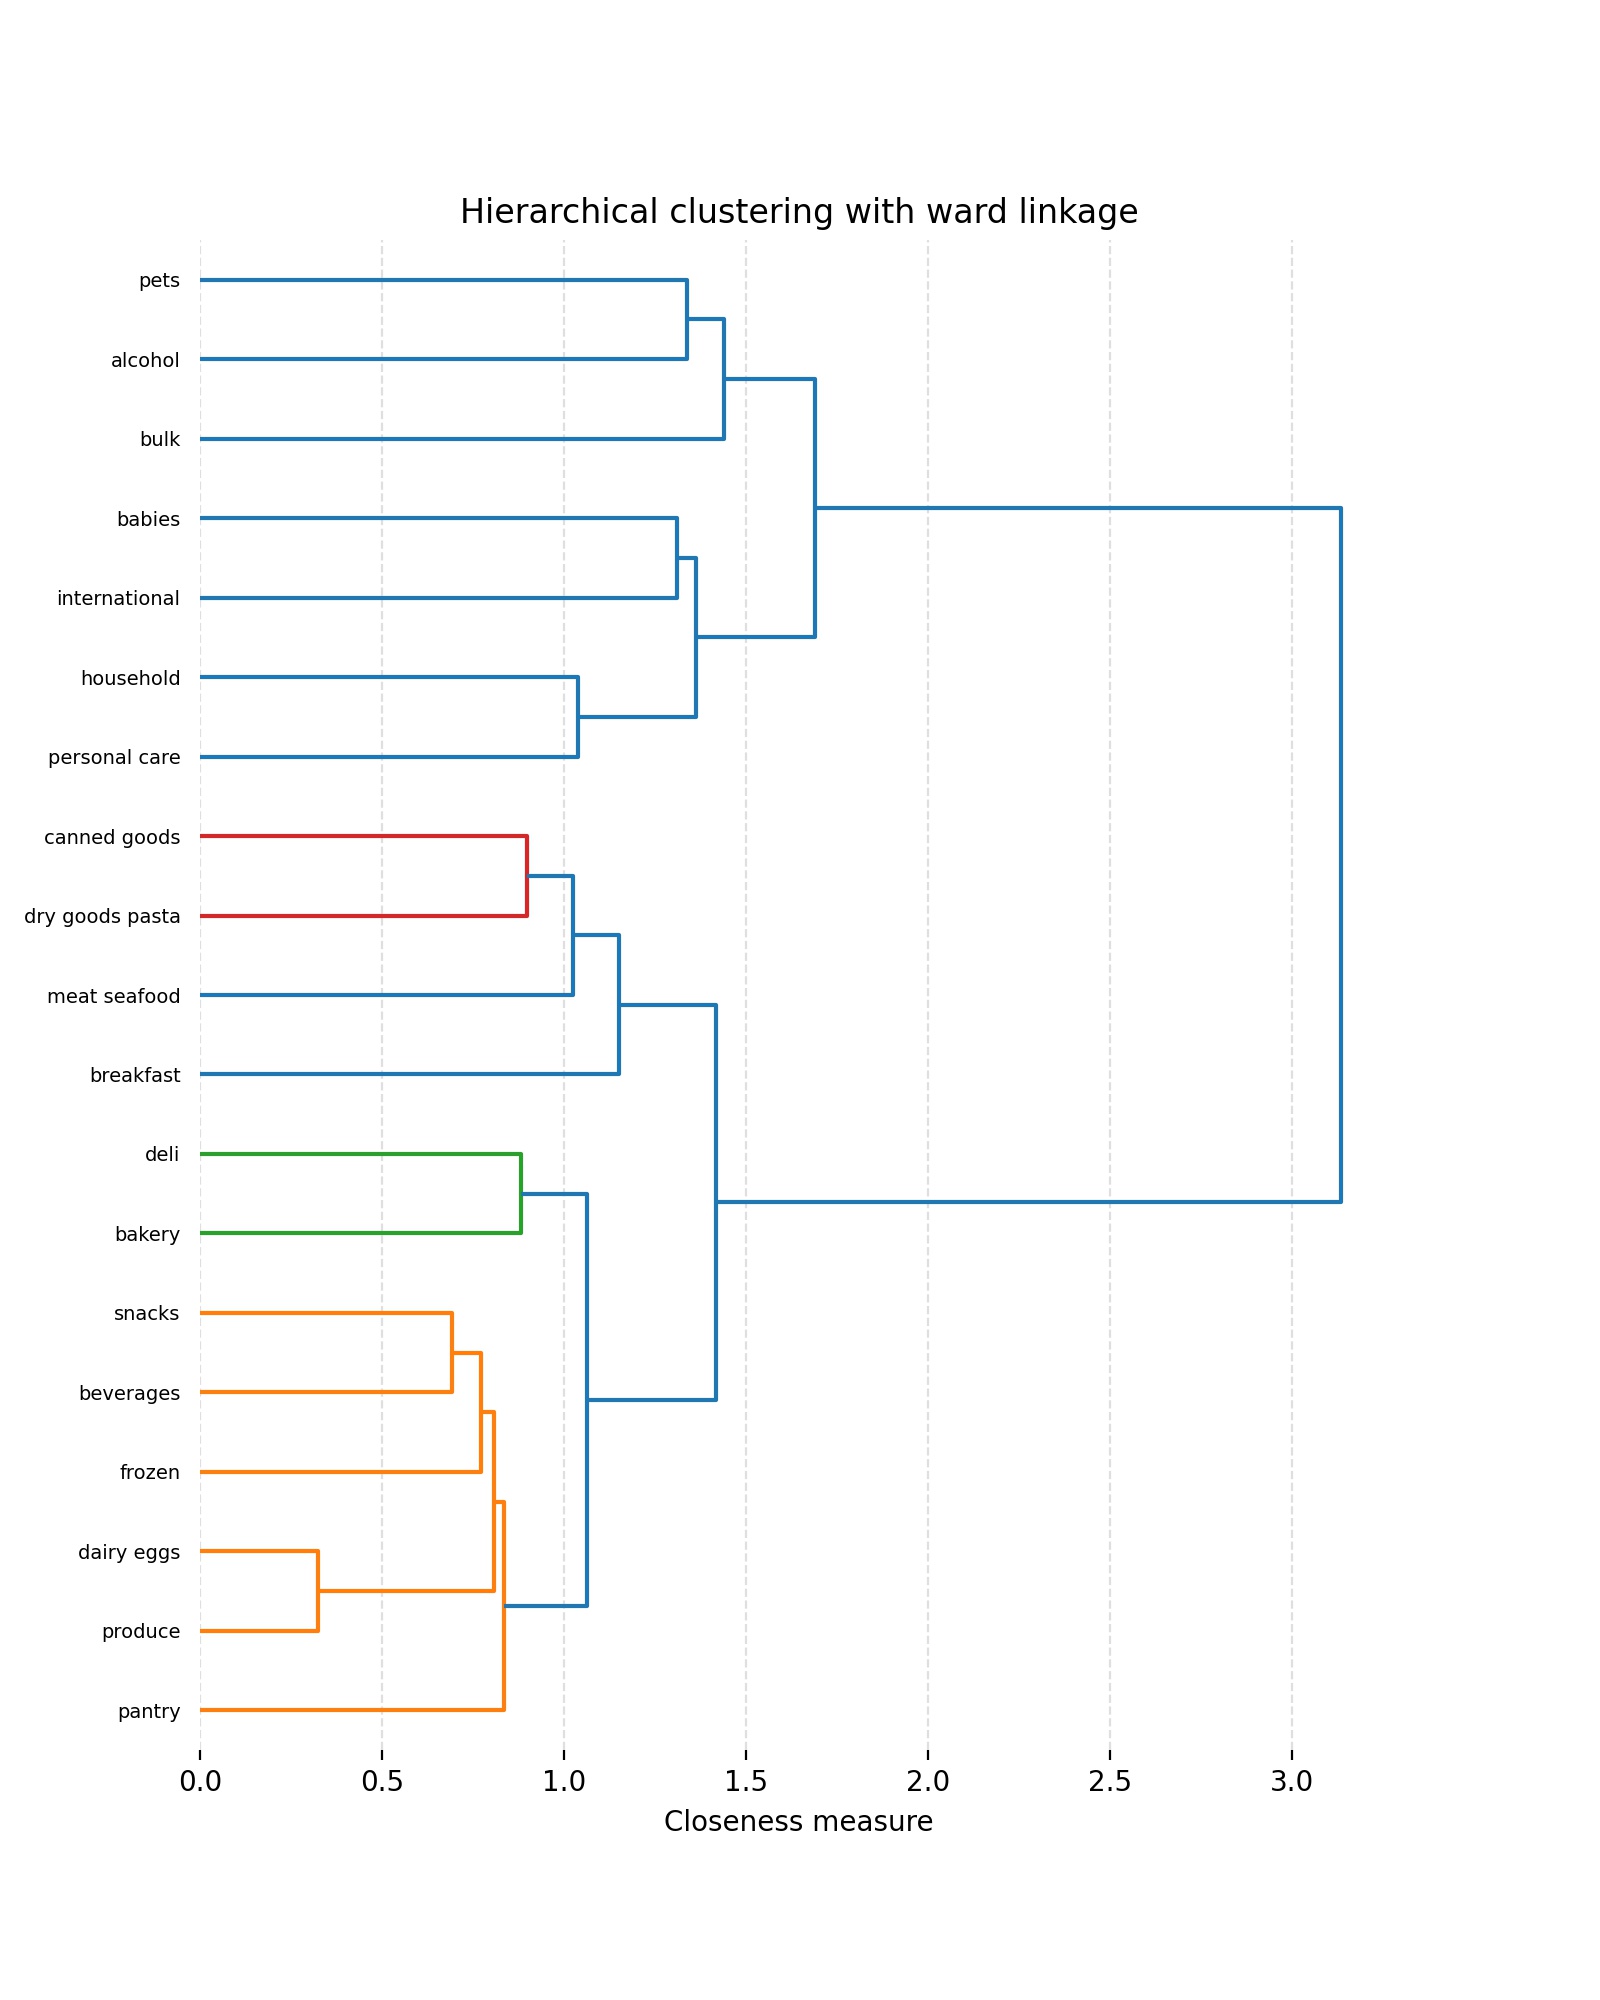 Hierarchical clustering with ward linkage
pets
alcohol
bulk
babies
international
household
personal care
canned goods
dry goods pasta
meat seafood
breakfast
deli
bakery
snacks
beverages
frozen
dairy eggs
produce
pantry
0.0 0.5 1.0 1.5 2.0 2.5 3.0
Closeness measure